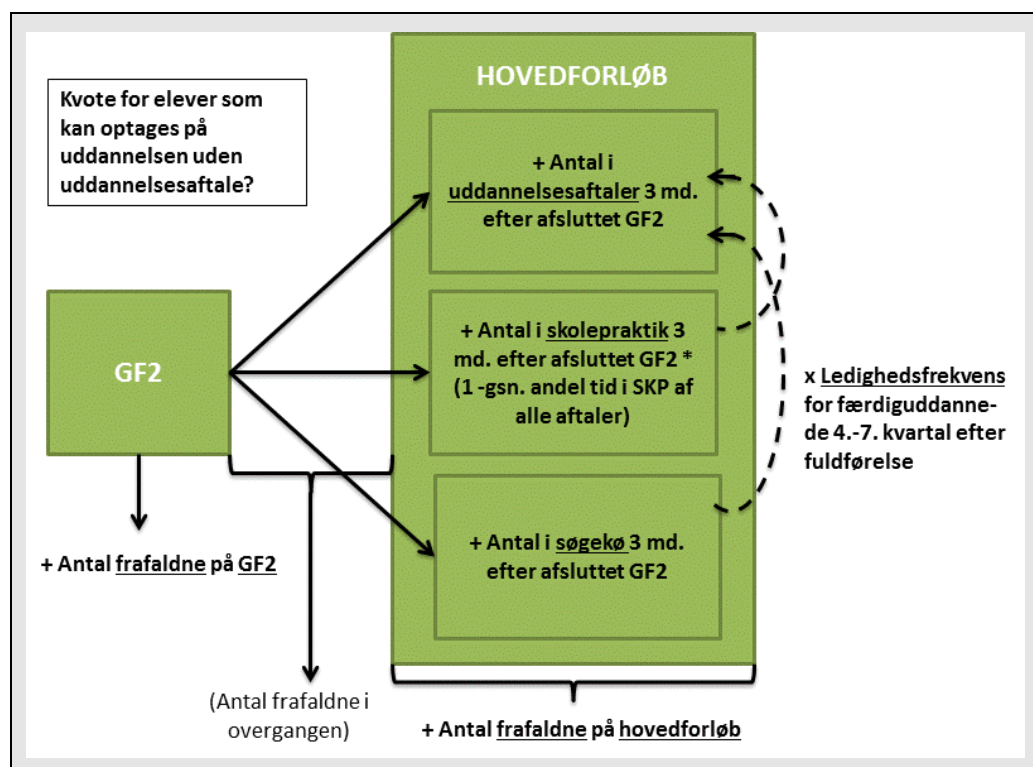 Kvote for elever som
kan optages på
uddannelsen uden
uddannelsesaftale?
HOVEDFORLØB
+ Antal i
uddannelsesaftaler 3 md.
efter afsluttet GF2
GF2
+ Antal i skolepraktik 3
md. efter afsluttet GF2 *
(1 -gsn. andel tid i SKP af
alle aftaler)
x Ledighedsfrekvens
for færdiguddanne-
de 4.-7. kvartal efter
fuldførelse
+ Antal i søgekø 3 md.
efter afsluttet GF2
+ Antal frafaldne på GF2
(Antal frafaldne i
overgangen)
+ Antal frafaldne på hovedforløb